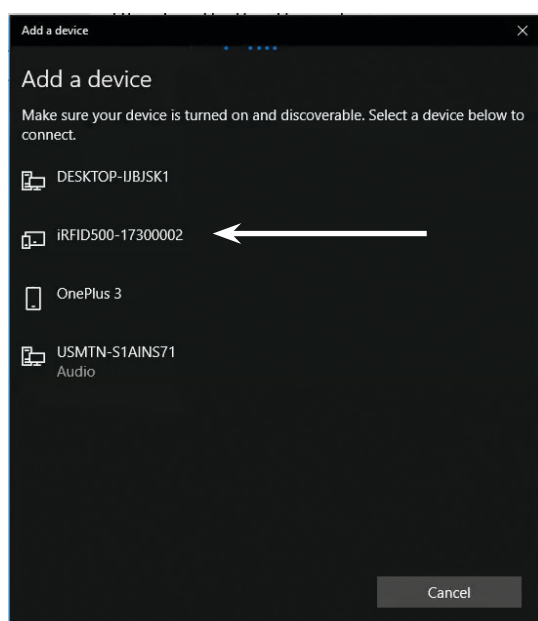 Add a device
Add a device
Make sure your device is turned on and discoverable. Select a device below to
connect.
DESKTOP-IJBJSK1
iRFID500-17300002
OnePlus 3
USMTN-S1AINS71
Audio
Cancel